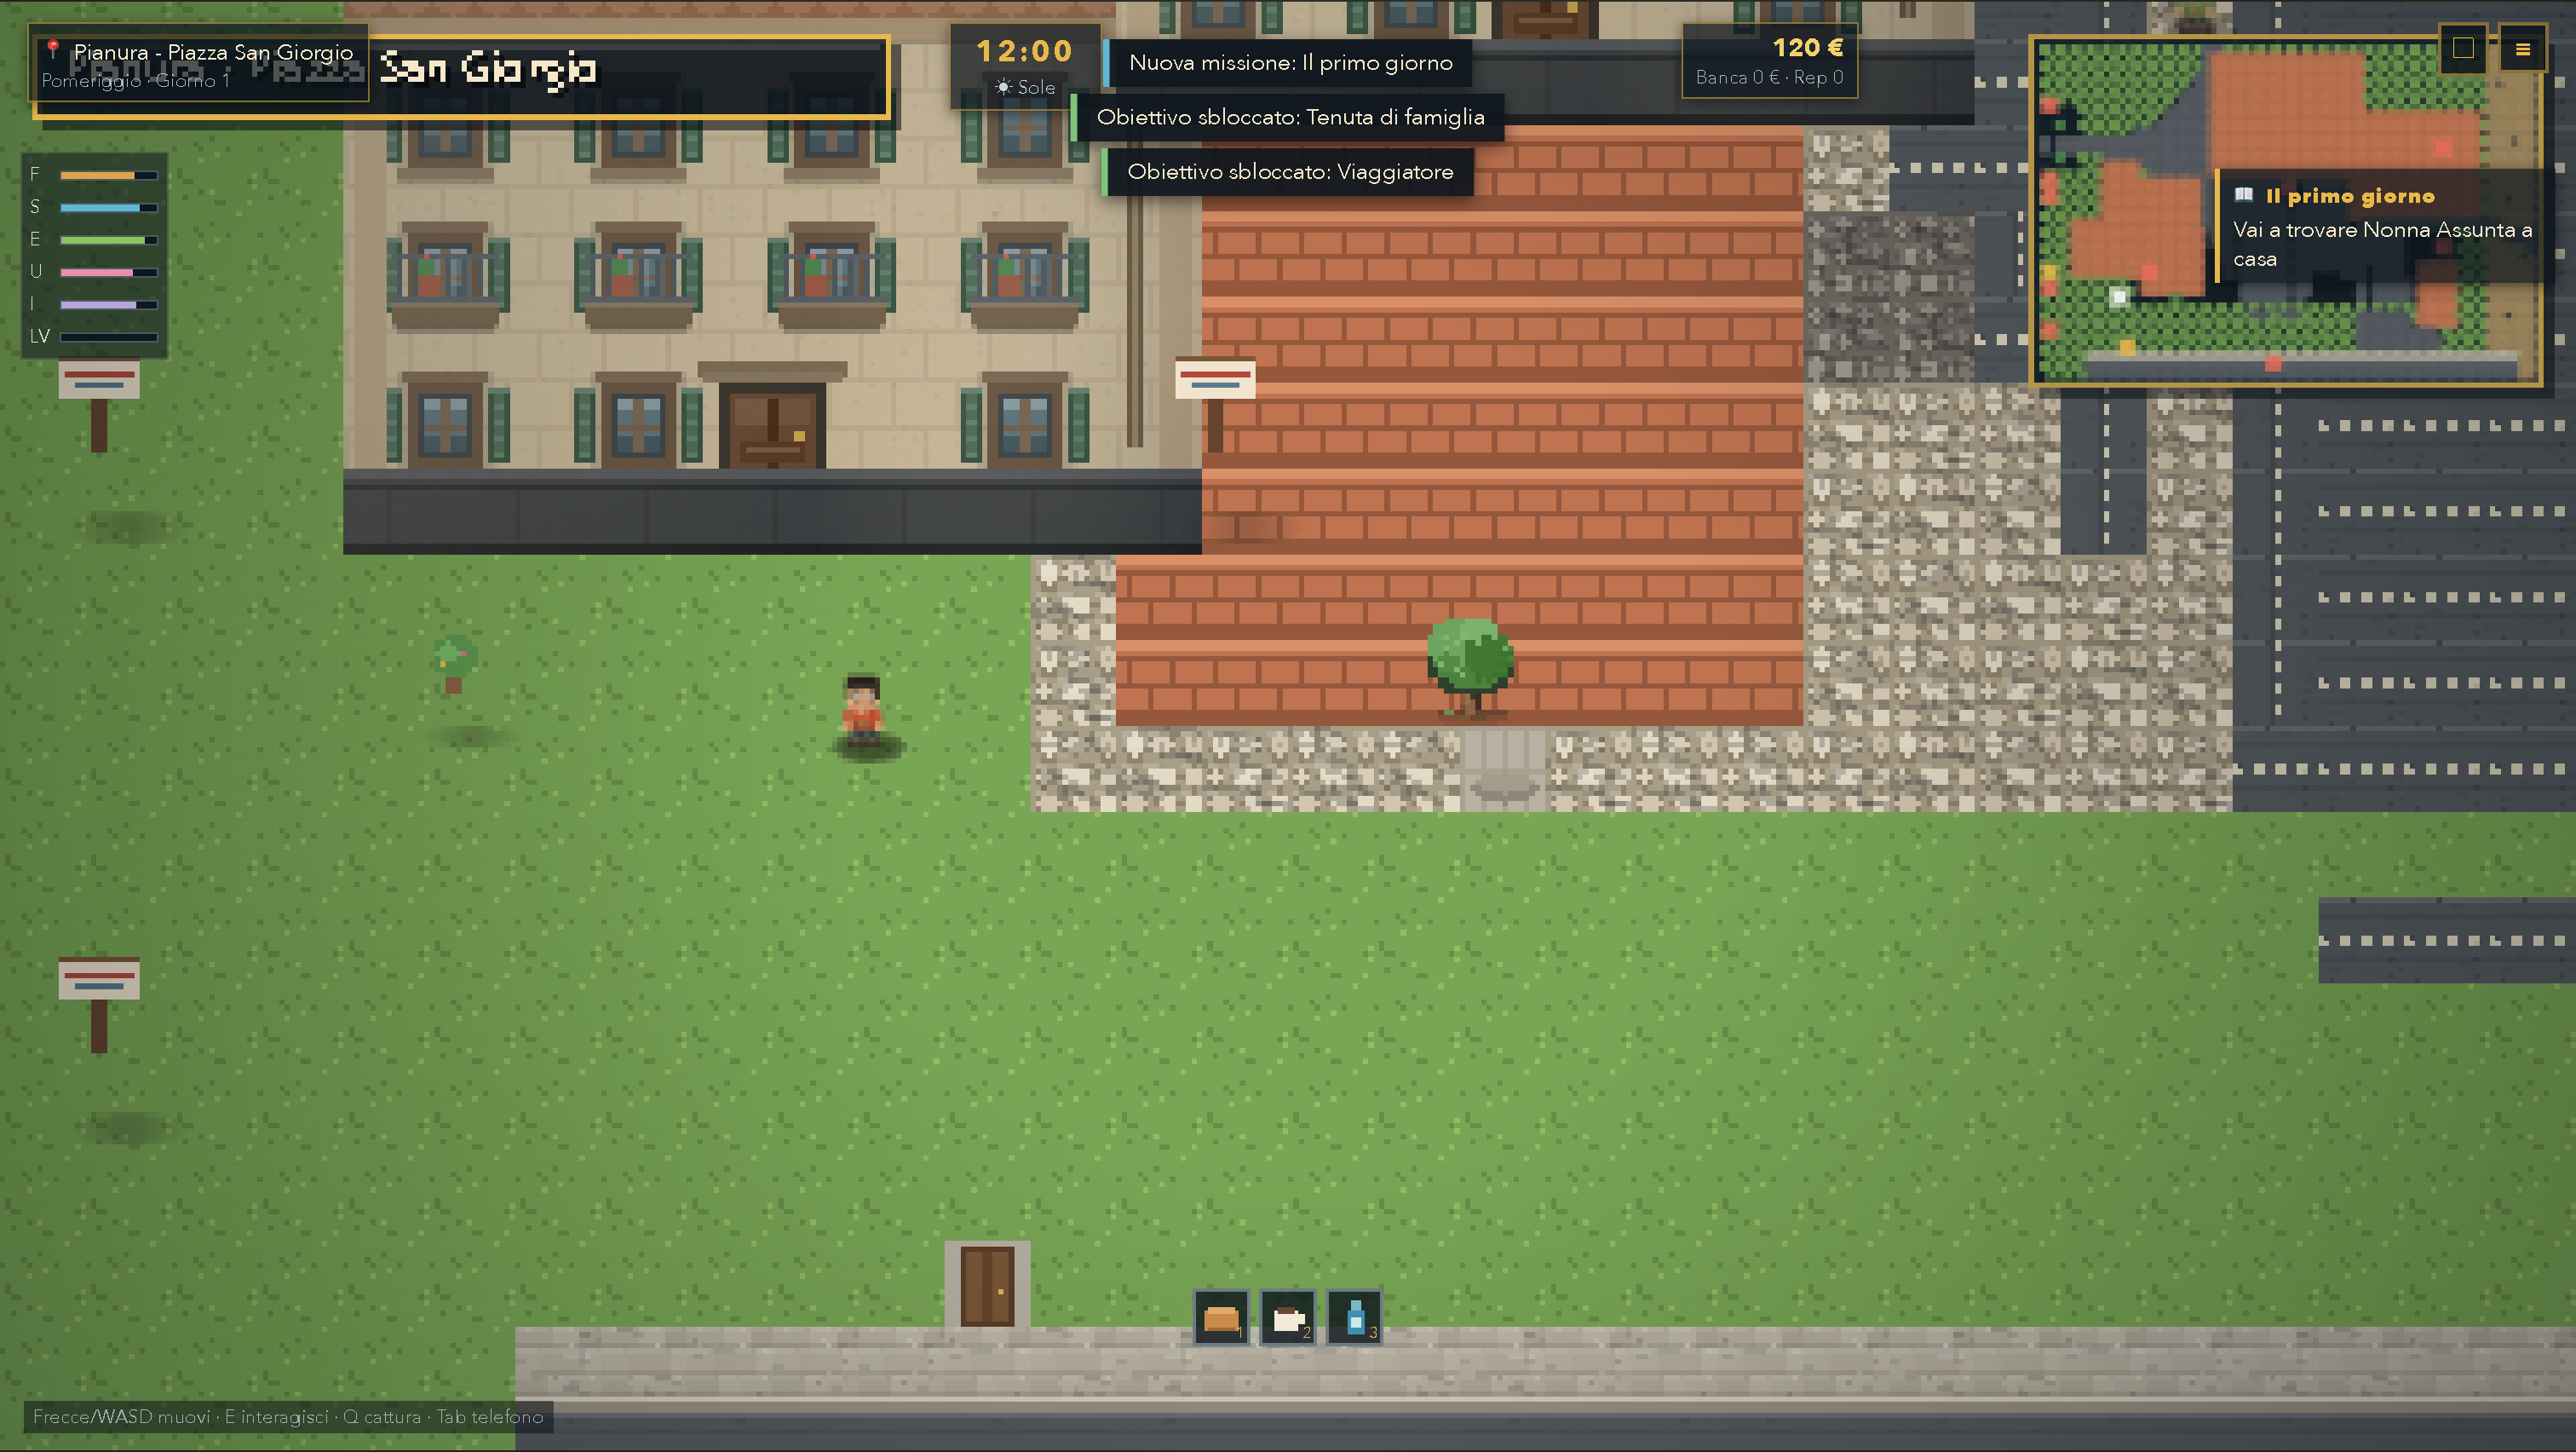 Pianura - Piazza San Giorgio
Pianura - Piazza San Giorgio
Pomeriggio · Giorno 1
12:00
Sole
Nuova missione: Il primo giorno
Obiettivo sbloccato: Tenuta di famiglia
Obiettivo sbloccato: Viaggiatore
120 €
Banca 0 € · Rep 0
F
S
E
U
I
LV
Il primo giorno
Vai a trovare Nonna Assunta a
casa
1
2
3
Frecce/WASD muovi · E interagisci · Q cattura · Tab telefono